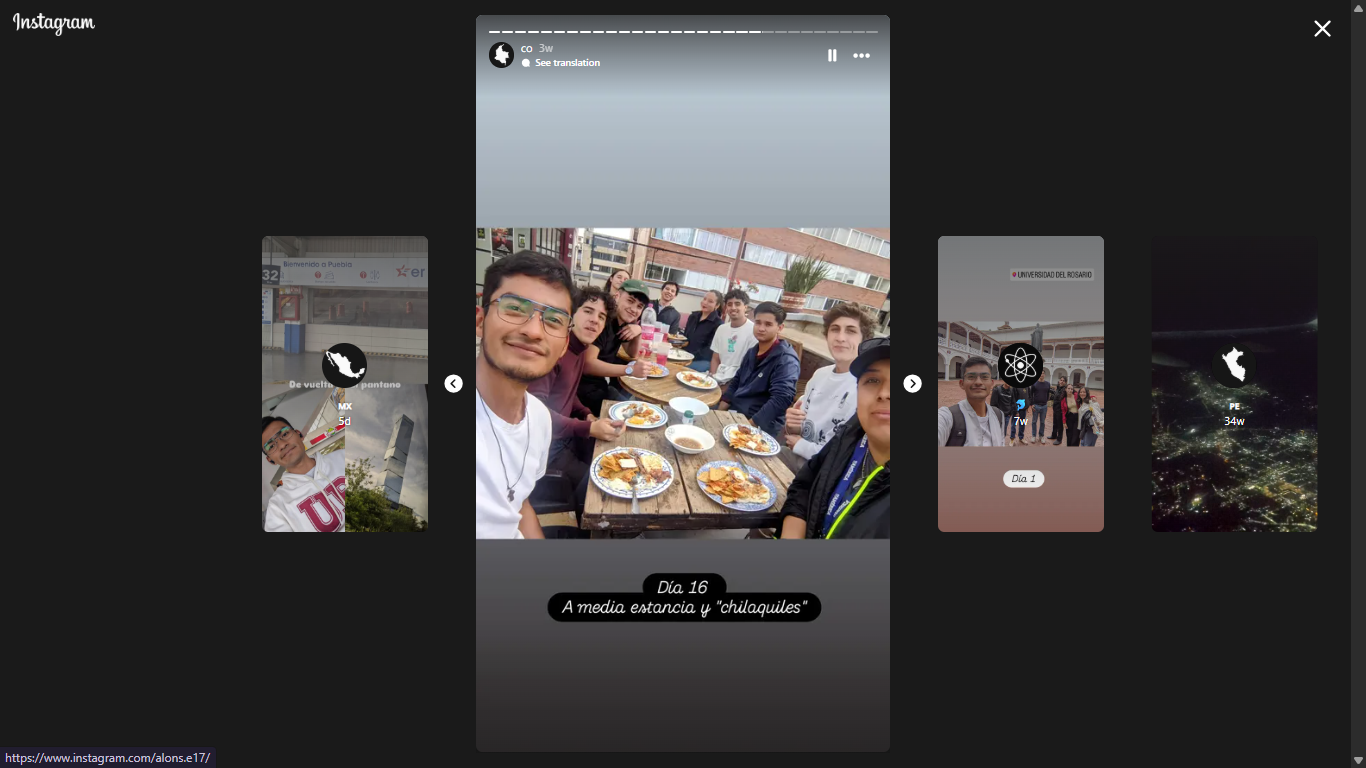 Instagram
co 3w
See translation
Bienvenido a Puebla
32
er
De vuelta pantano
MX
5d
UNIVERSIDAD DEL ROSARIO
7w
Día 1
PE
34w
Día 16
A media estancia y "chilaquiles"
https://www.instagram.com/alons.e17/